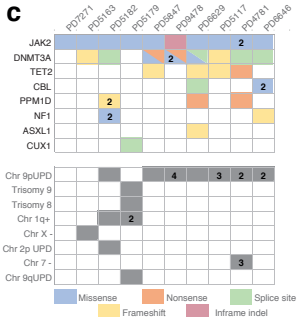 c
PD7271 PD5163 PD5182 PD5179 PD5847 PD9478 PD6629 PD5117 PD4781 PD6646
JAK2 2
DNMT3A 2
TET2
CBL 2
PPM1D 2
NF1 2
ASXL1
CUX1
Chr 9pUPD 4 3 2 2
Trisomy 9
Trisomy 8
Chr 1q+ 2
Chr X -
Chr 2p UPD
Chr 7 - 3
Chr 9qUPD
Missense Nonsense Splice site
Frameshift Inframe indel